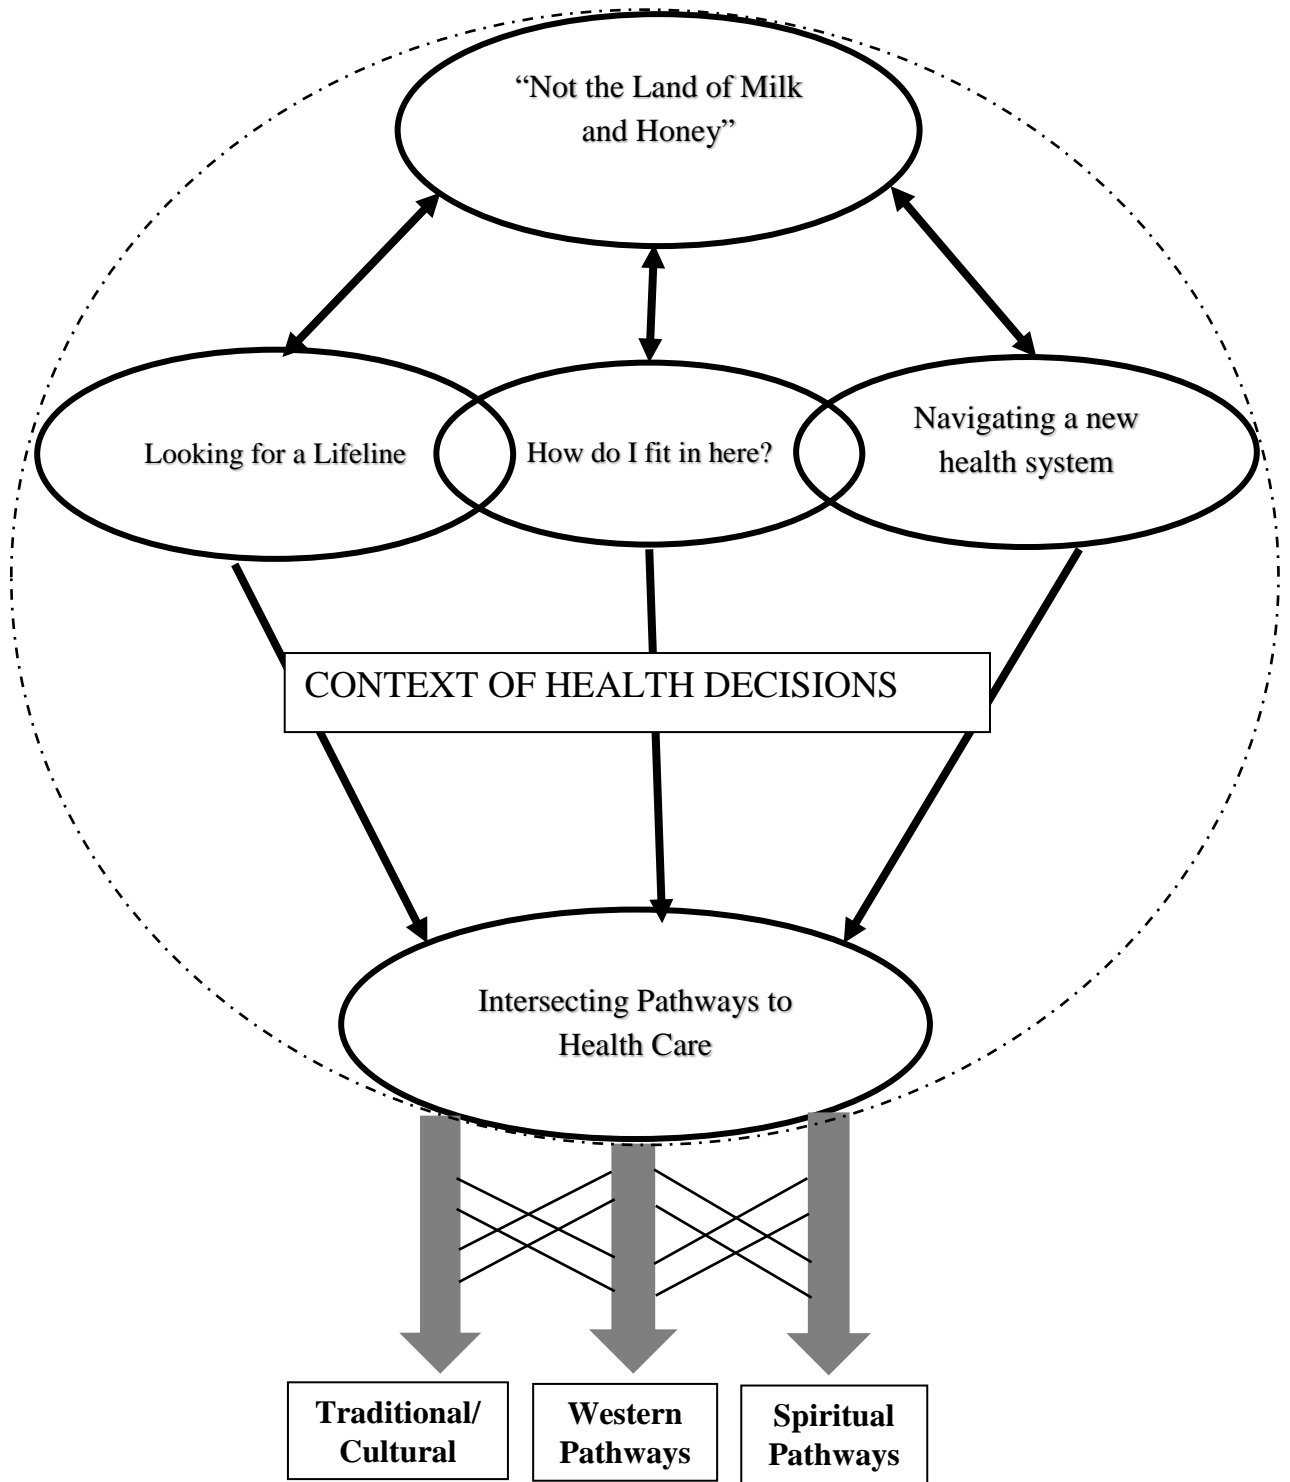 “Not the Land of Milk
and Honey”
Looking for a Lifeline
How do I fit in here?
Navigating a new
health system
CONTEXT OF HEALTH DECISIONS
Intersecting Pathways to
Health Care
Traditional/
Cultural
Western
Pathways
Spiritual
Pathways